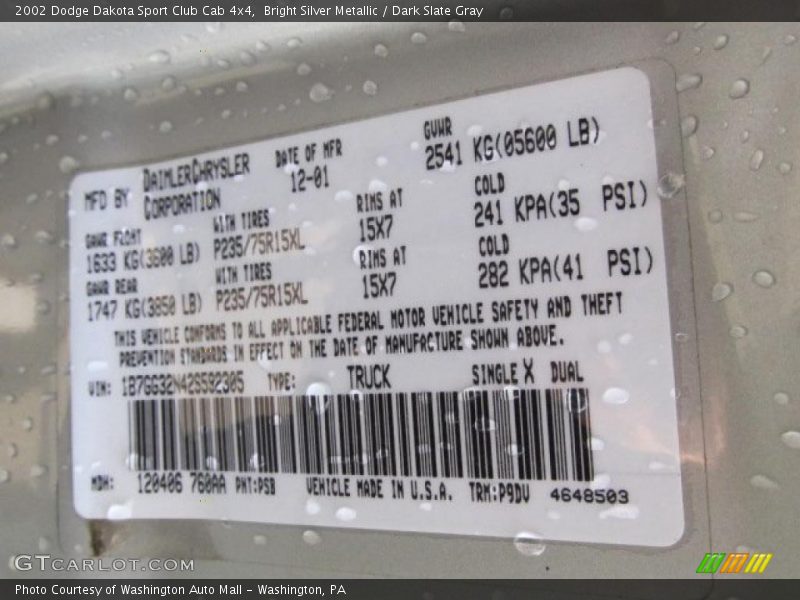 2002 Dodge Dakota Sport Club Cab 4x4,  Bright Silver Metallic / Dark Slate Gray
MFD BY DAIMLERCHRYSLER CORPORATION DATE OF MFR 12-01 GVWR 2541 KG(05600 LB)
GAWR FRONT WITH TIRES RIMS AT COLD
1633 KG(3600 LB) P235/75R15XL 15X7 241 KPA(35 PSI)
GAWR REAR WITH TIRES RIMS AT COLD
1747 KG(3850 LB) P235/75R15XL 15X7 282 KPA(41 PSI)
THIS VEHICLE CONFORMS TO ALL APPLICABLE FEDERAL MOTOR VEHICLE SAFETY AND THEFT
PREVENTION STANDARDS IN EFFECT ON THE DATE OF MANUFACTURE SHOWN ABOVE.
VIN: 1B7GG32N42S592305 TYPE: TRUCK SINGLE X DUAL
MDH: 120406 760AA PNT:PSB VEHICLE MADE IN U.S.A. TRM:P9DV 4648503
GTCARLOT.COM
Photo Courtesy of Washington Auto Mall – Washington, PA